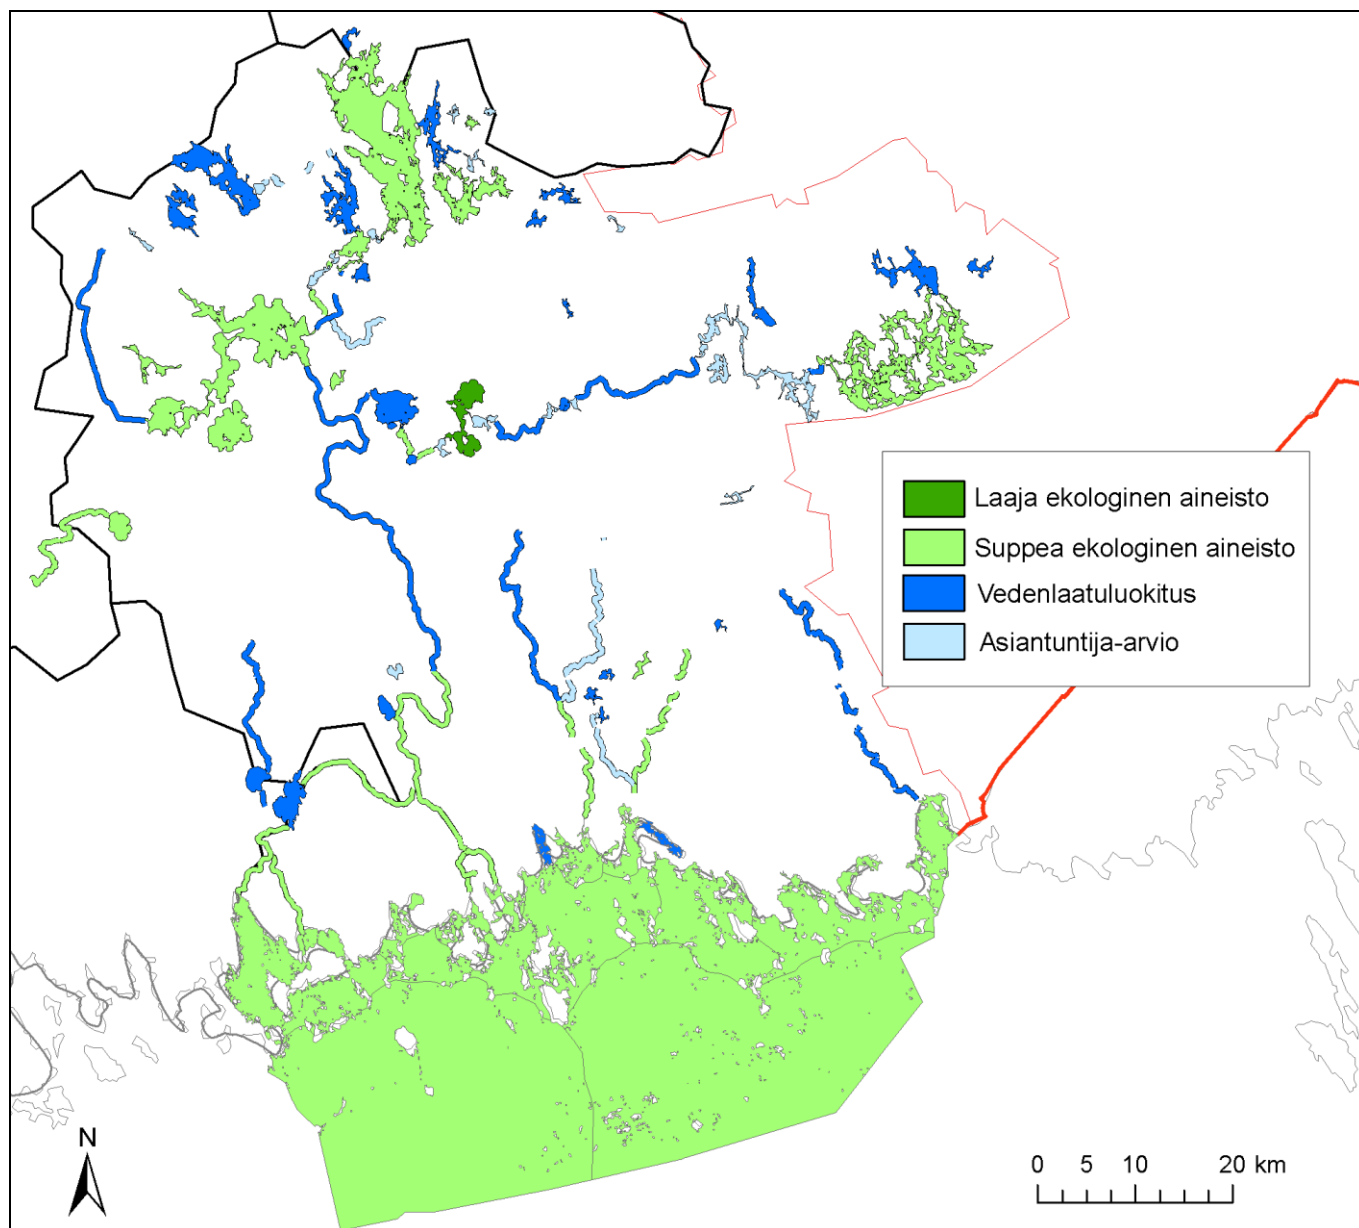 Laaja ekologinen aineisto
Suppea ekologinen aineisto
Vedenlaatuluokitus
Asiantuntija-arvio
N
0 5 10 20 km